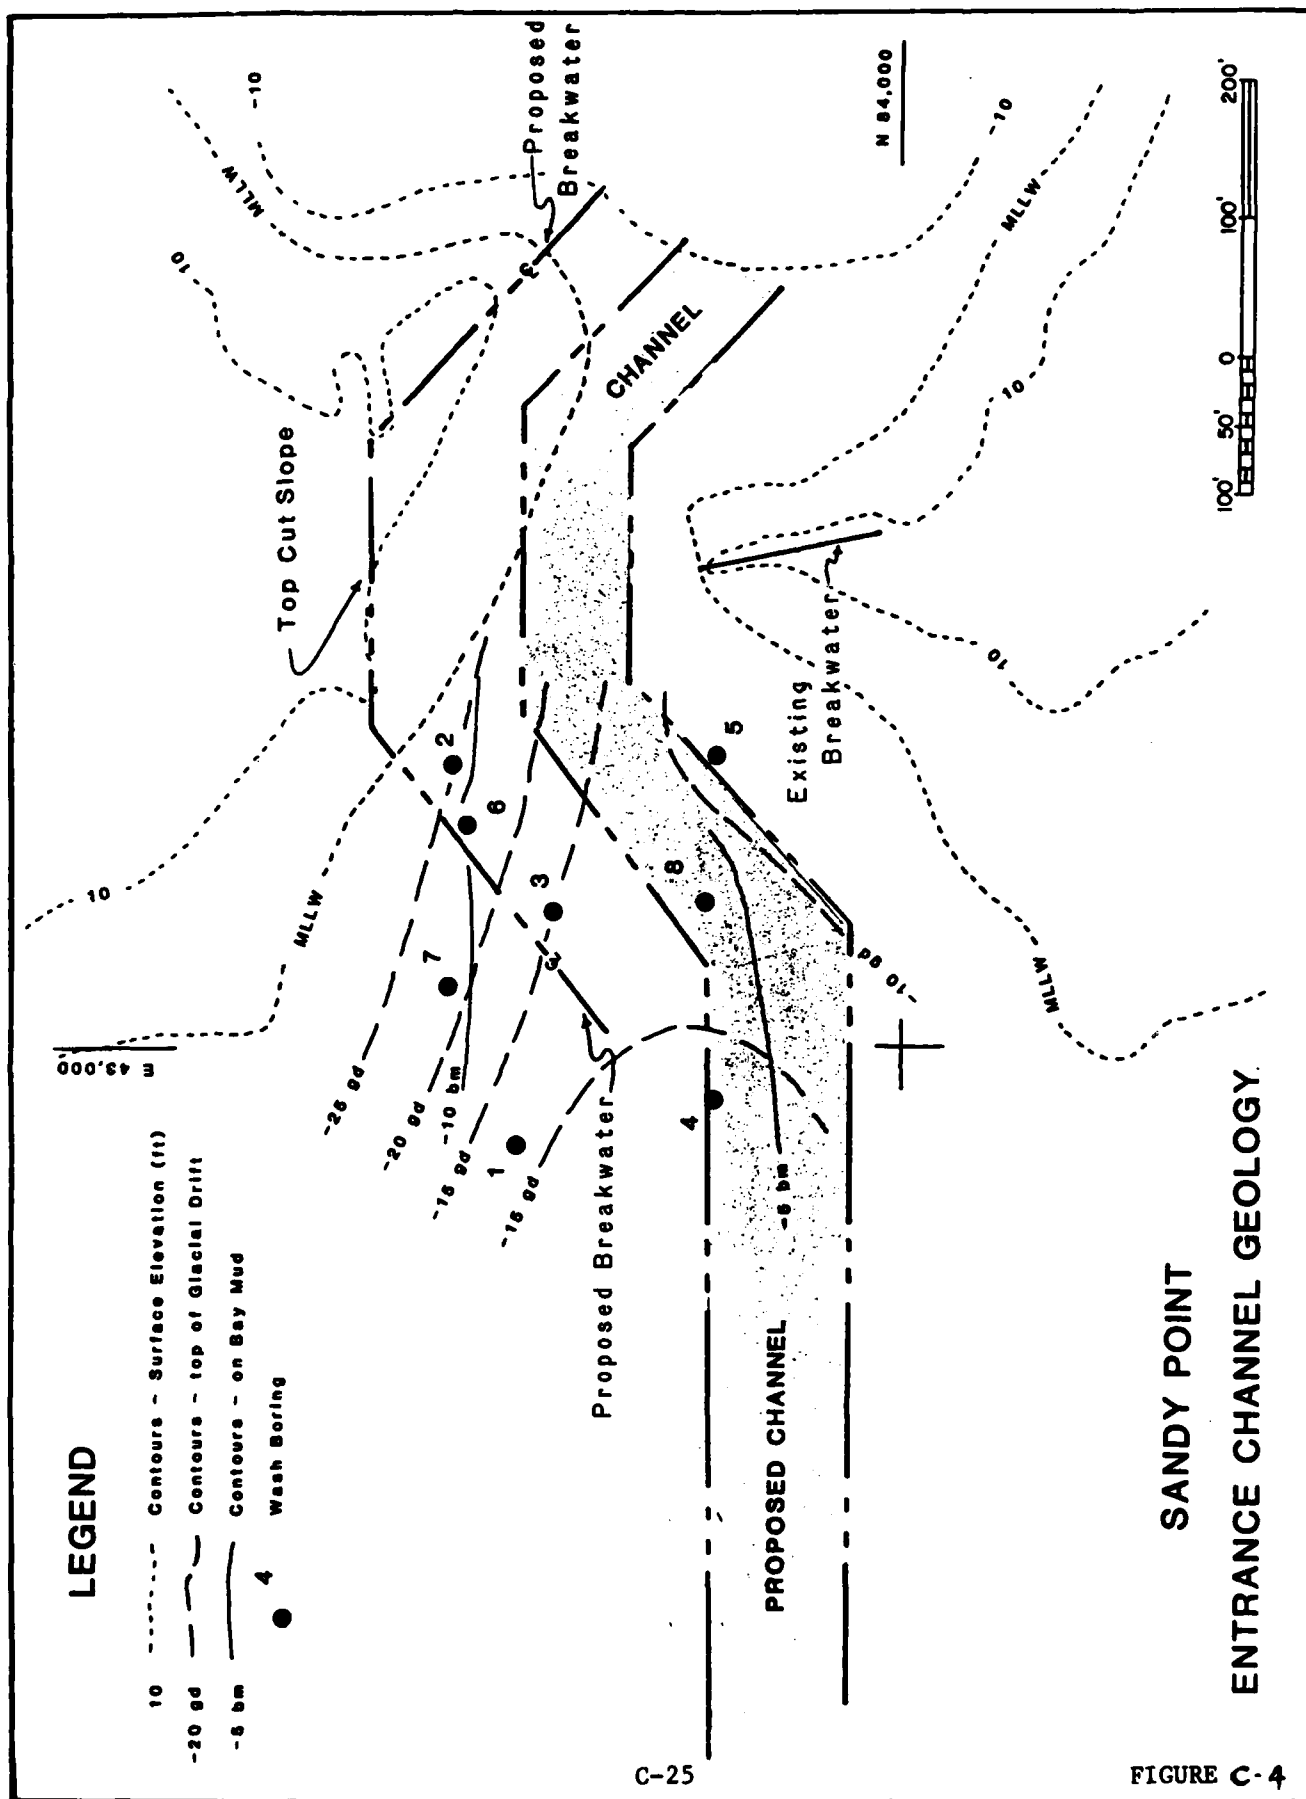 LEGEND
10 Contours - Surface Elevation (ft)
-20 gd Contours - top of Glacial Drift
-5 bm Contours - on Bay Mud
4 Wash Boring
E 43,000
N 84,000
10
MLLW
10
MLLW
-10
Top Cut Slope
Proposed
Breakwater
CHANNEL
-25 gd
-20 gd
-10 bm
-15 gd
-15 gd
7
6
2
3
1
8
4
5
-5 bm
-10 gd
Proposed Breakwater
PROPOSED CHANNEL
Existing
Breakwater
MLLW
10
10
MLLW
-10
100' 50' 0 100' 200'
SANDY POINT
ENTRANCE CHANNEL GEOLOGY.
C-25
FIGURE C-4